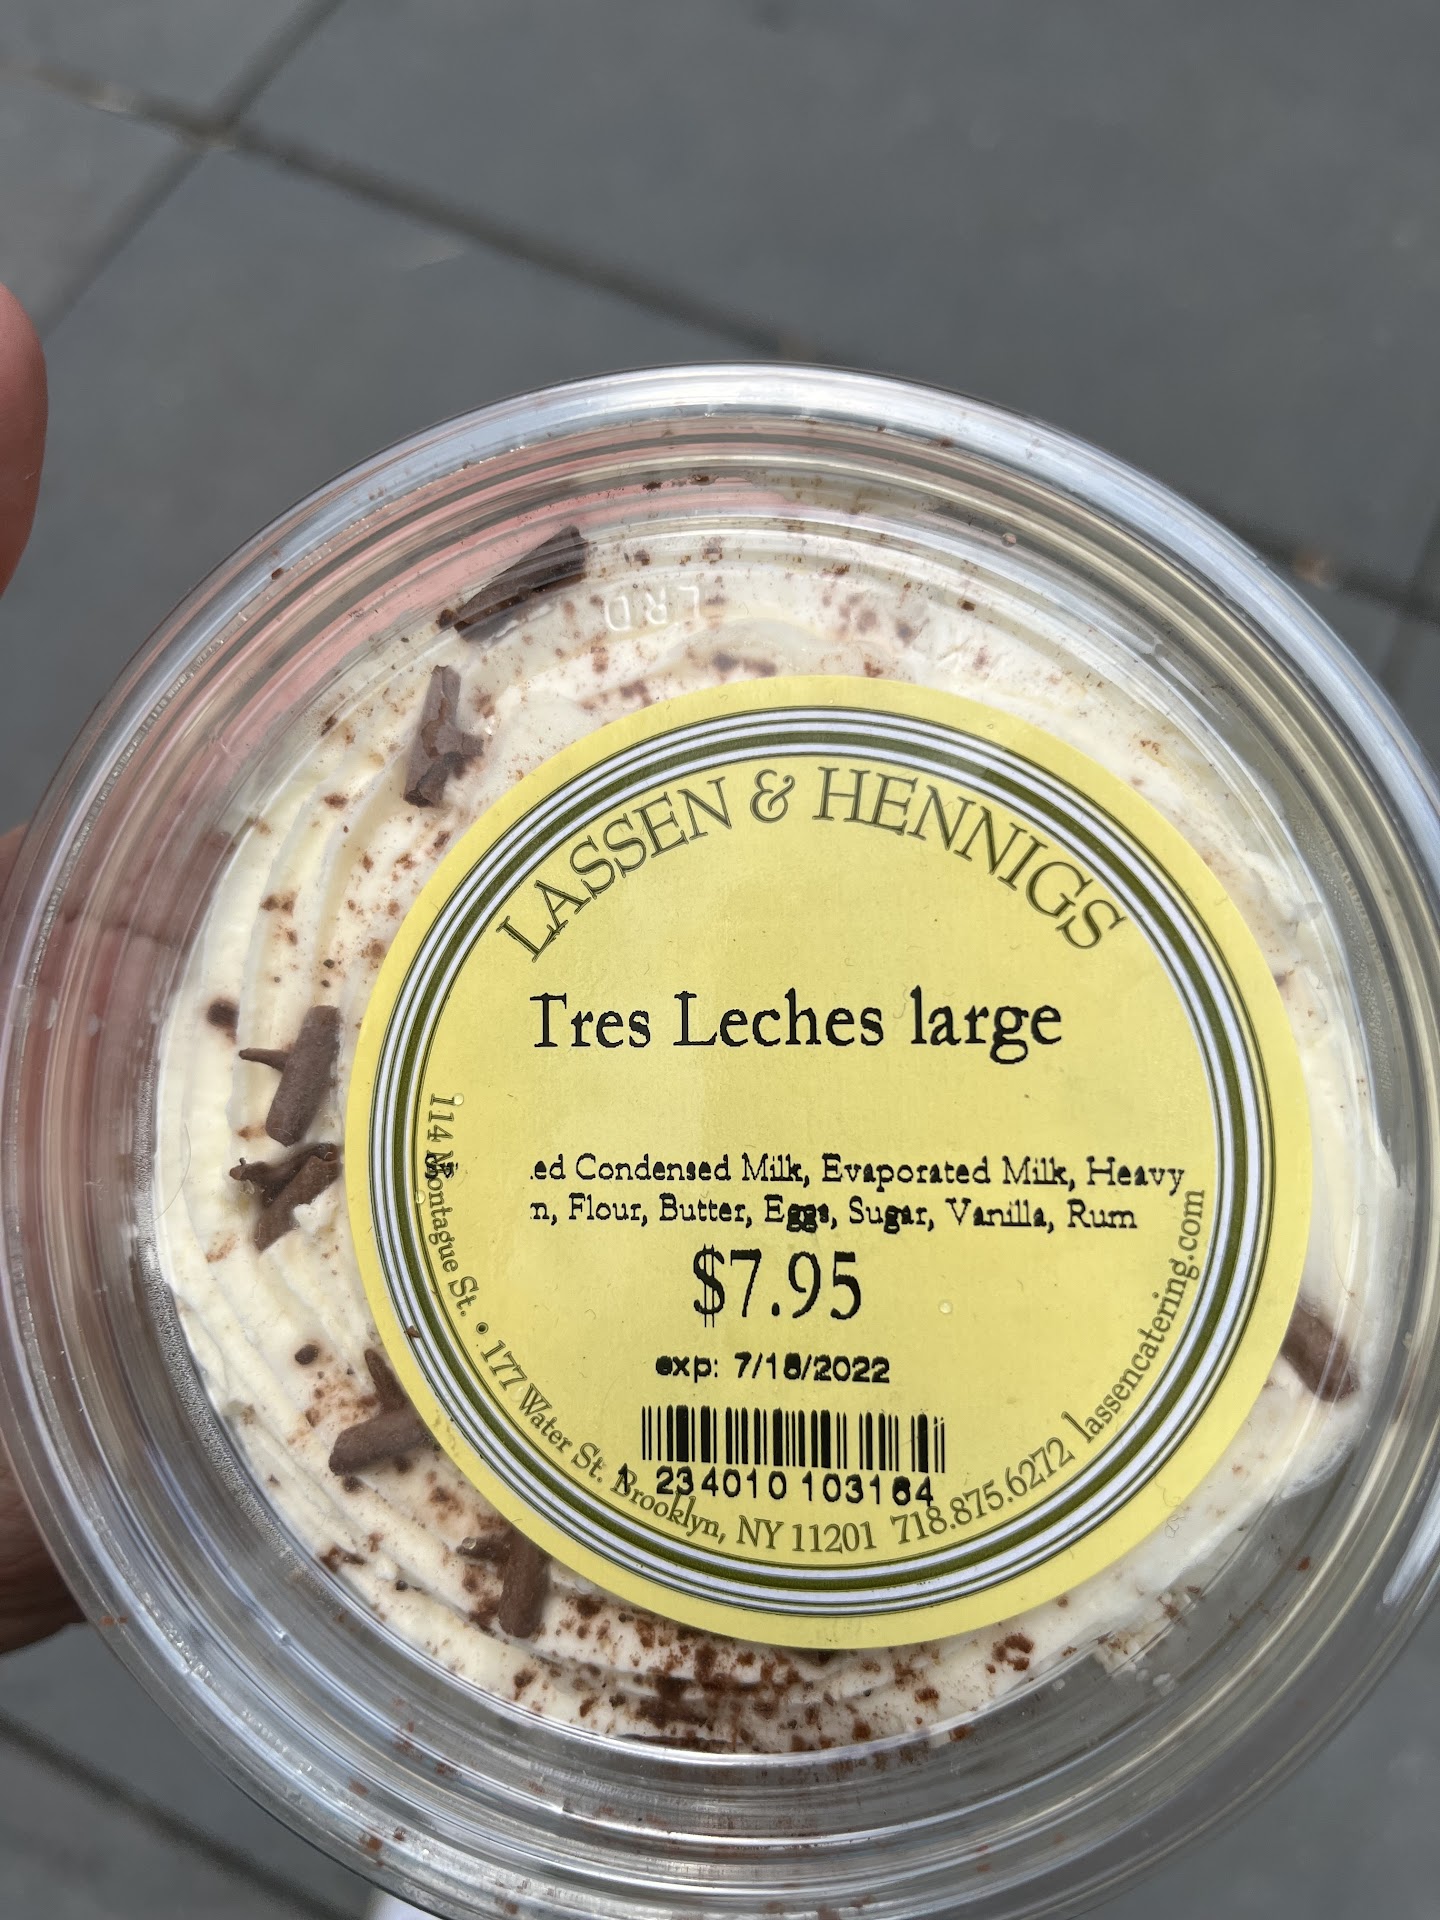 LRD
LASSEN & HENNIGS
Tres Leches large
ed Condensed Milk, Evaporated Milk, Heavy
n, Flour, Butter, Eggs, Sugar, Vanilla, Rum
$7.95
exp: 7/18/2022
1 234010 103164
114 Montague St. • 177 Water St. Brooklyn, NY 11201 718.875.6272 lassencatering.com